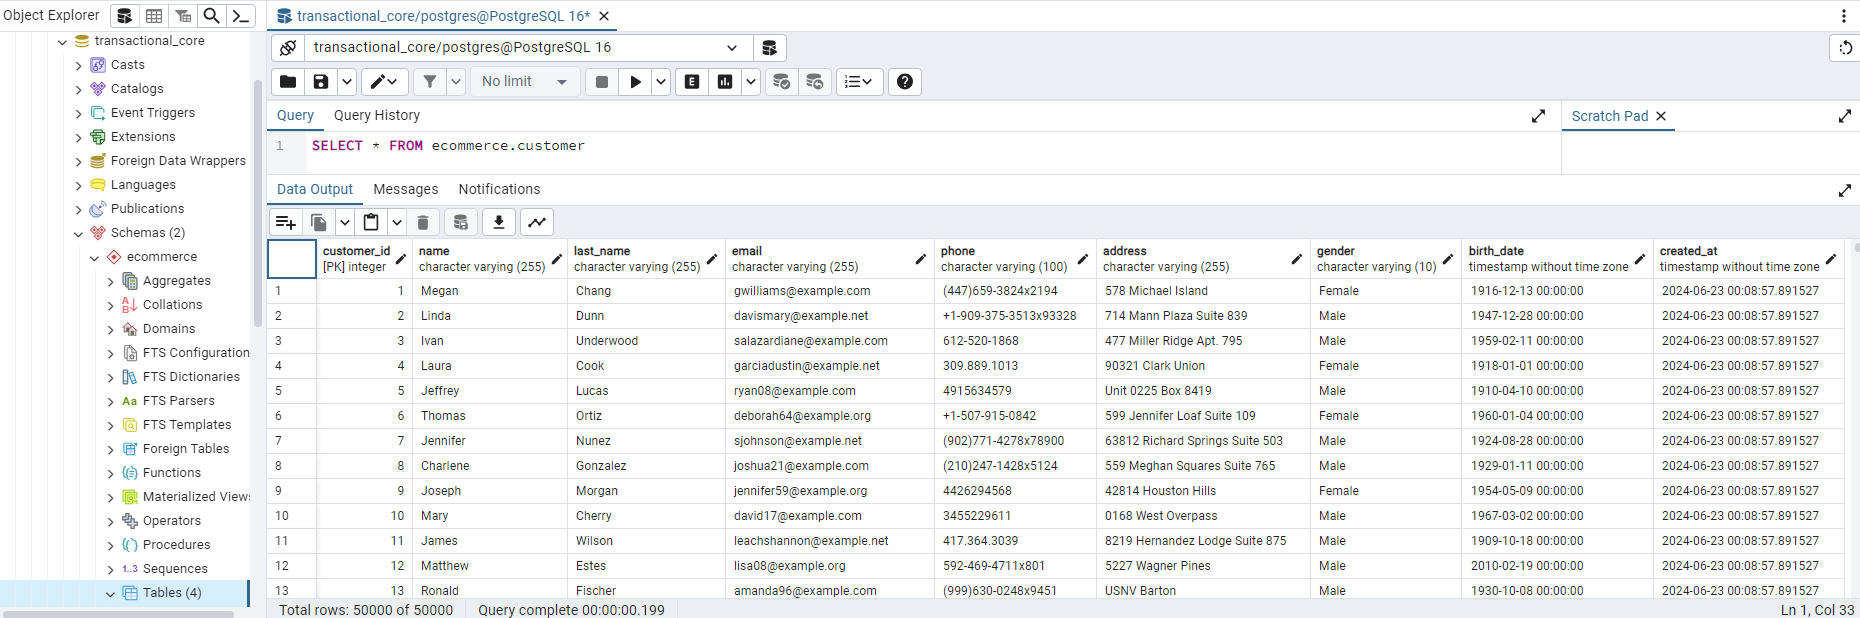 Object Explorer
transactional_core/postgres@PostgreSQL 16*
transactional_core
Casts
Catalogs
Event Triggers
Extensions
Foreign Data Wrappers
Languages
Publications
Schemas (2)
ecommerce
Aggregates
Collations
Domains
FTS Configuration
FTS Dictionaries
Aa FTS Parsers
FTS Templates
Foreign Tables
Functions
Materialized View
Operators
Procedures
1..3 Sequences
Tables (4)
transactional_core/postgres@PostgreSQL 16
No limit
E
Query Query History
Scratch Pad
1 SELECT * FROM ecommerce.customer
Data Output Messages Notifications
customer_id name last_name email phone address gender birth_date created_at
[PK] integer character varying (255) character varying (255) character varying (255) character varying (100) character varying (255) character varying (10) timestamp without time zone timestamp without time zone
1 1 Megan Chang gwilliams@example.com (447)659-3824x2194 578 Michael Island Female 1916-12-13 00:00:00 2024-06-23 00:08:57.891527
2 2 Linda Dunn davismary@example.net +1-909-375-3513x93328 714 Mann Plaza Suite 839 Male 1947-12-28 00:00:00 2024-06-23 00:08:57.891527
3 3 Ivan Underwood salazardiane@example.com 612-520-1868 477 Miller Ridge Apt. 795 Male 1959-02-11 00:00:00 2024-06-23 00:08:57.891527
4 4 Laura Cook garciadustin@example.net 309.889.1013 90321 Clark Union Female 1918-01-01 00:00:00 2024-06-23 00:08:57.891527
5 5 Jeffrey Lucas ryan08@example.com 4915634579 Unit 0225 Box 8419 Male 1910-04-10 00:00:00 2024-06-23 00:08:57.891527
6 6 Thomas Ortiz deborah64@example.org +1-507-915-0842 599 Jennifer Loaf Suite 109 Female 1960-01-04 00:00:00 2024-06-23 00:08:57.891527
7 7 Jennifer Nunez sjohnson@example.net (902)771-4278x78900 63812 Richard Springs Suite 503 Male 1924-08-28 00:00:00 2024-06-23 00:08:57.891527
8 8 Charlene Gonzalez joshua21@example.com (210)247-1428x5124 559 Meghan Squares Suite 765 Male 1929-01-11 00:00:00 2024-06-23 00:08:57.891527
9 9 Joseph Morgan jennifer59@example.org 4426294568 42814 Houston Hills Female 1954-05-09 00:00:00 2024-06-23 00:08:57.891527
10 10 Mary Cherry david17@example.com 3455229611 0168 West Overpass Male 1967-03-02 00:00:00 2024-06-23 00:08:57.891527
11 11 James Wilson leachshannon@example.net 417.364.3039 8219 Hernandez Lodge Suite 875 Male 1909-10-18 00:00:00 2024-06-23 00:08:57.891527
12 12 Matthew Estes lisa08@example.org 592-469-4711x801 5227 Wagner Pines Male 2010-02-19 00:00:00 2024-06-23 00:08:57.891527
13 13 Ronald Fischer amanda96@example.com (999)630-0248x9451 USNV Barton Male 1930-10-08 00:00:00 2024-06-23 00:08:57.891527
Total rows: 50000 of 50000 Query complete 00:00:00.199 Ln 1, Col 33